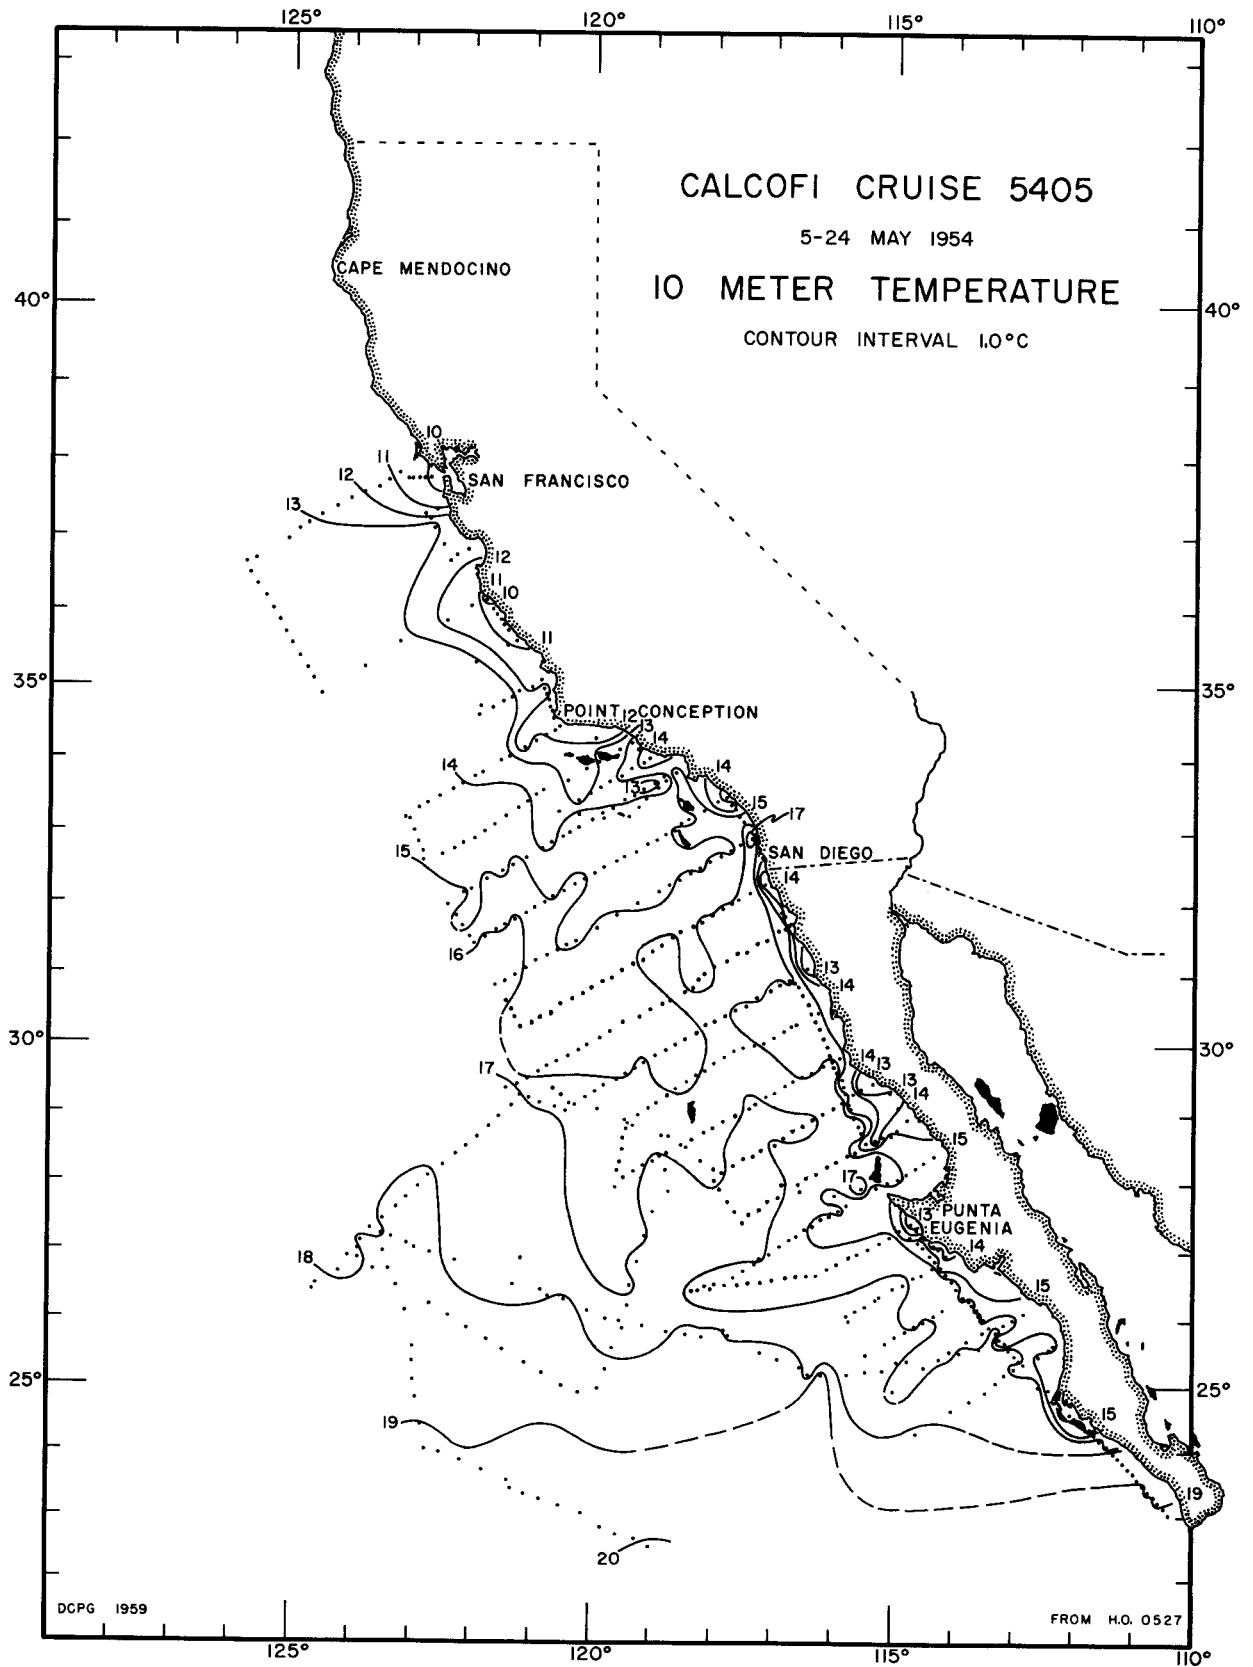 125° 120° 115° 110°
CALCOFI CRUISE 5405
5-24 MAY 1954
CAPE MENDOCINO
10 METER TEMPERATURE
40° 40°
CONTOUR INTERVAL 1.0°C
10
11
12 SAN FRANCISCO
13
12
11
10
11
35° 35°
POINT CONCEPTION
12
13
14
14 14
13
15
17
15 SAN DIEGO
14
16
13
14
30° 30°
14
13
17 13
14
15
17
13 PUNTA
EUGENIA
14
18
15
25° 25°
19 15
19
20
DCPG 1959 FROM H.O. 0527
125° 120° 115° 110°